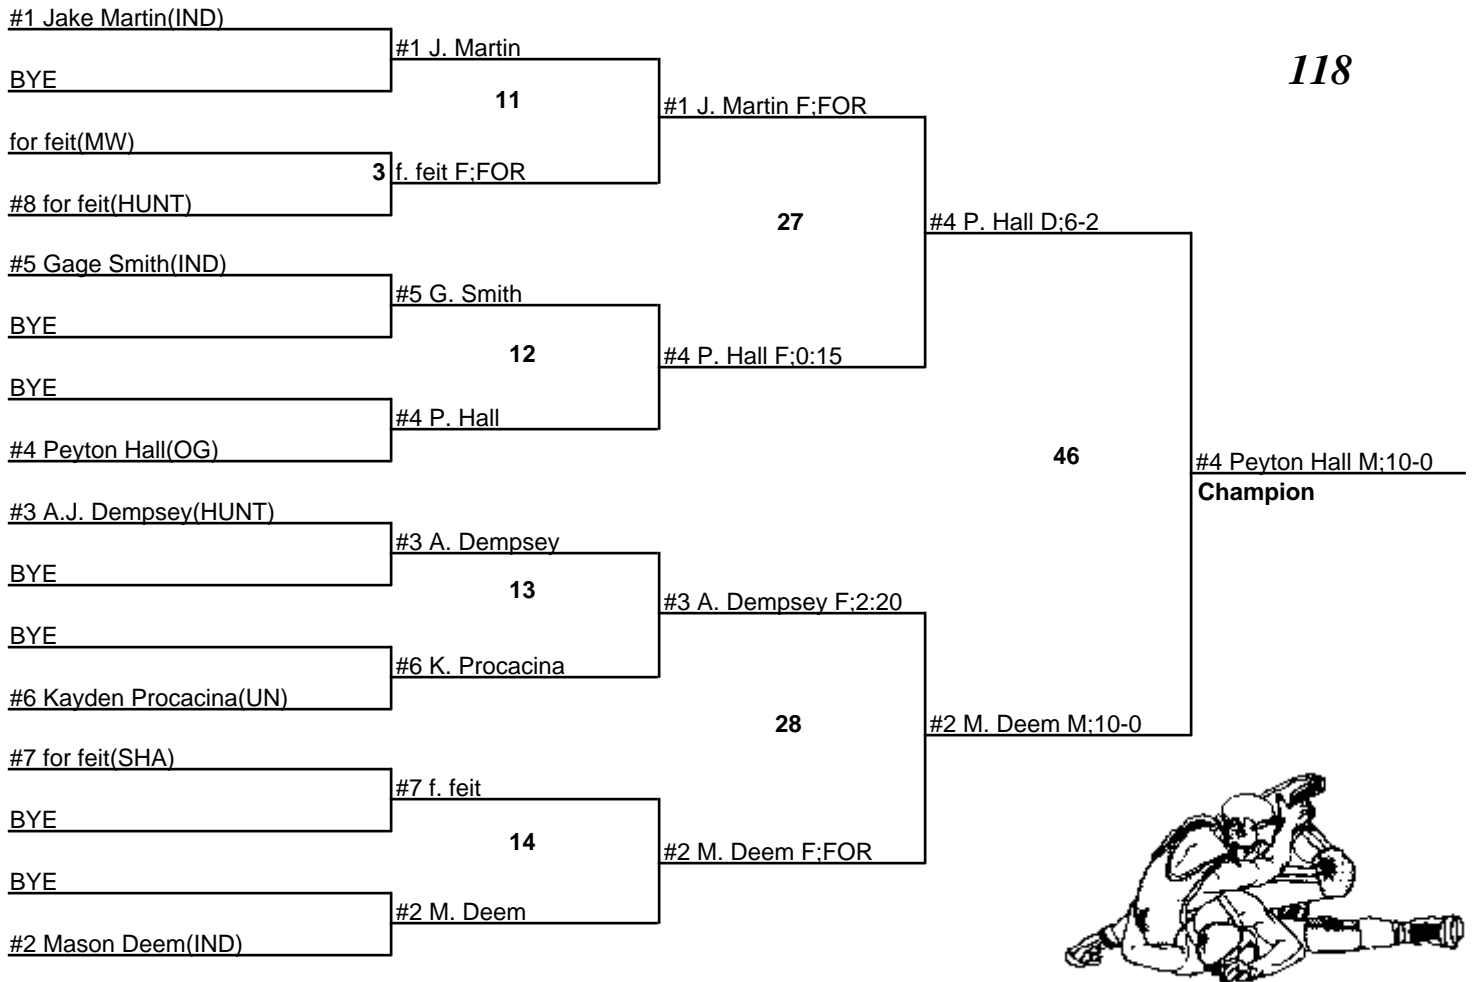 #1 Jake Martin(IND)
BYE
for feit(MW)
#8 for feit(HUNT)
#5 Gage Smith(IND)
BYE
BYE
#4 Peyton Hall(OG)
#3 A.J. Dempsey(HUNT)
BYE
BYE
#6 Kayden Procacina(UN)
#7 for feit(SHA)
BYE
BYE
#2 Mason Deem(IND)
#1 J. Martin
3 f. feit F;FOR
#5 G. Smith
#4 P. Hall
#3 A. Dempsey
#6 K. Procacina
#7 f. feit
#2 M. Deem
11
12
13
14
#1 J. Martin F;FOR
#4 P. Hall F;0:15
#3 A. Dempsey F;2:20
#2 M. Deem F;FOR
27
28
#4 P. Hall D;6-2
#2 M. Deem M;10-0
46
#4 Peyton Hall M;10-0
Champion
118